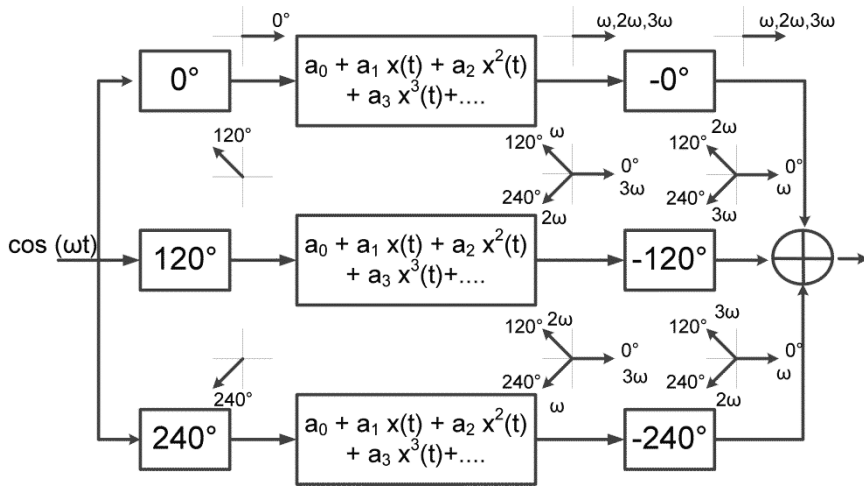 0° ω,2ω,3ω ω,2ω,3ω
0°
a₀ + a₁ x(t) + a₂ x²(t)
+ a₃ x³(t)+....
-0°
120°
ω
120° 0°
240° 3ω
2ω
2ω
120° 0°
240° ω
3ω
cos (ωt)
120°
a₀ + a₁ x(t) + a₂ x²(t)
+ a₃ x³(t)+....
-120°
240°
2ω
120° 0°
240° 3ω
ω
3ω
120° 0°
240° ω
2ω
240°
a₀ + a₁ x(t) + a₂ x²(t)
+ a₃ x³(t)+....
-240°